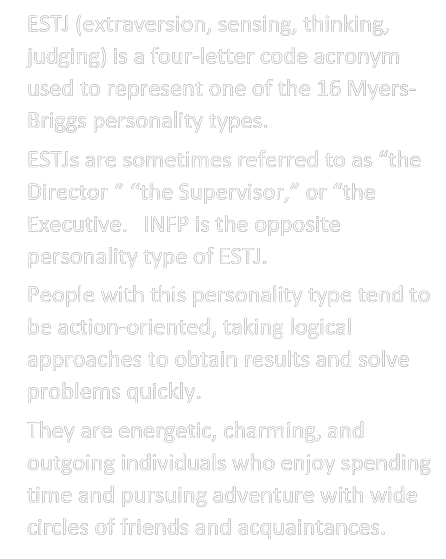 ESTJ (extraversion, sensing, thinking,
judging) is a four-letter code acronym
used to represent one of the 16 Myers-
Briggs personality types.
ESTJs are sometimes referred to as “the
Director ” “the Supervisor,” or “the
Executive.   INFP is the opposite
personality type of ESTJ.
People with this personality type tend to
be action-oriented, taking logical
approaches to obtain results and solve
problems quickly.
They are energetic, charming, and
outgoing individuals who enjoy spending
time and pursuing adventure with wide
circles of friends and acquaintances.